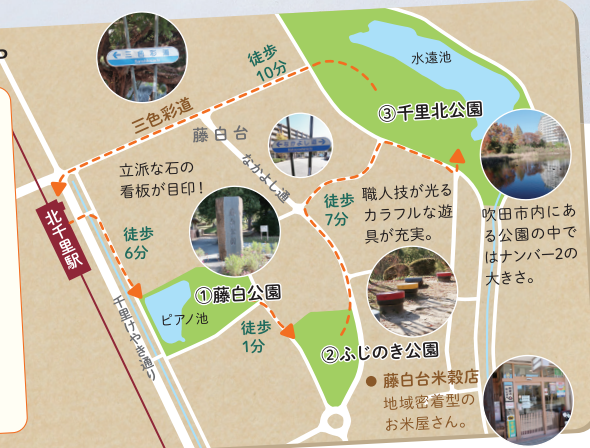 三色彩道
徒歩
10分
水遠池
③千里北公園
三色彩道
藤白台
なかよし通
立派な石の
看板が目印！
北千里駅
徒歩
6分
徒歩
7分
職人技が光る
カラフルな遊
具が充実。
吹田市内にあ
る公園の中で
はナンバー2の
大きさ。
①藤白公園
ピアノ池
千里けやき通り
徒歩
1分
②ふじのき公園
● 藤白台米穀店
地域密着型の
お米屋さん。